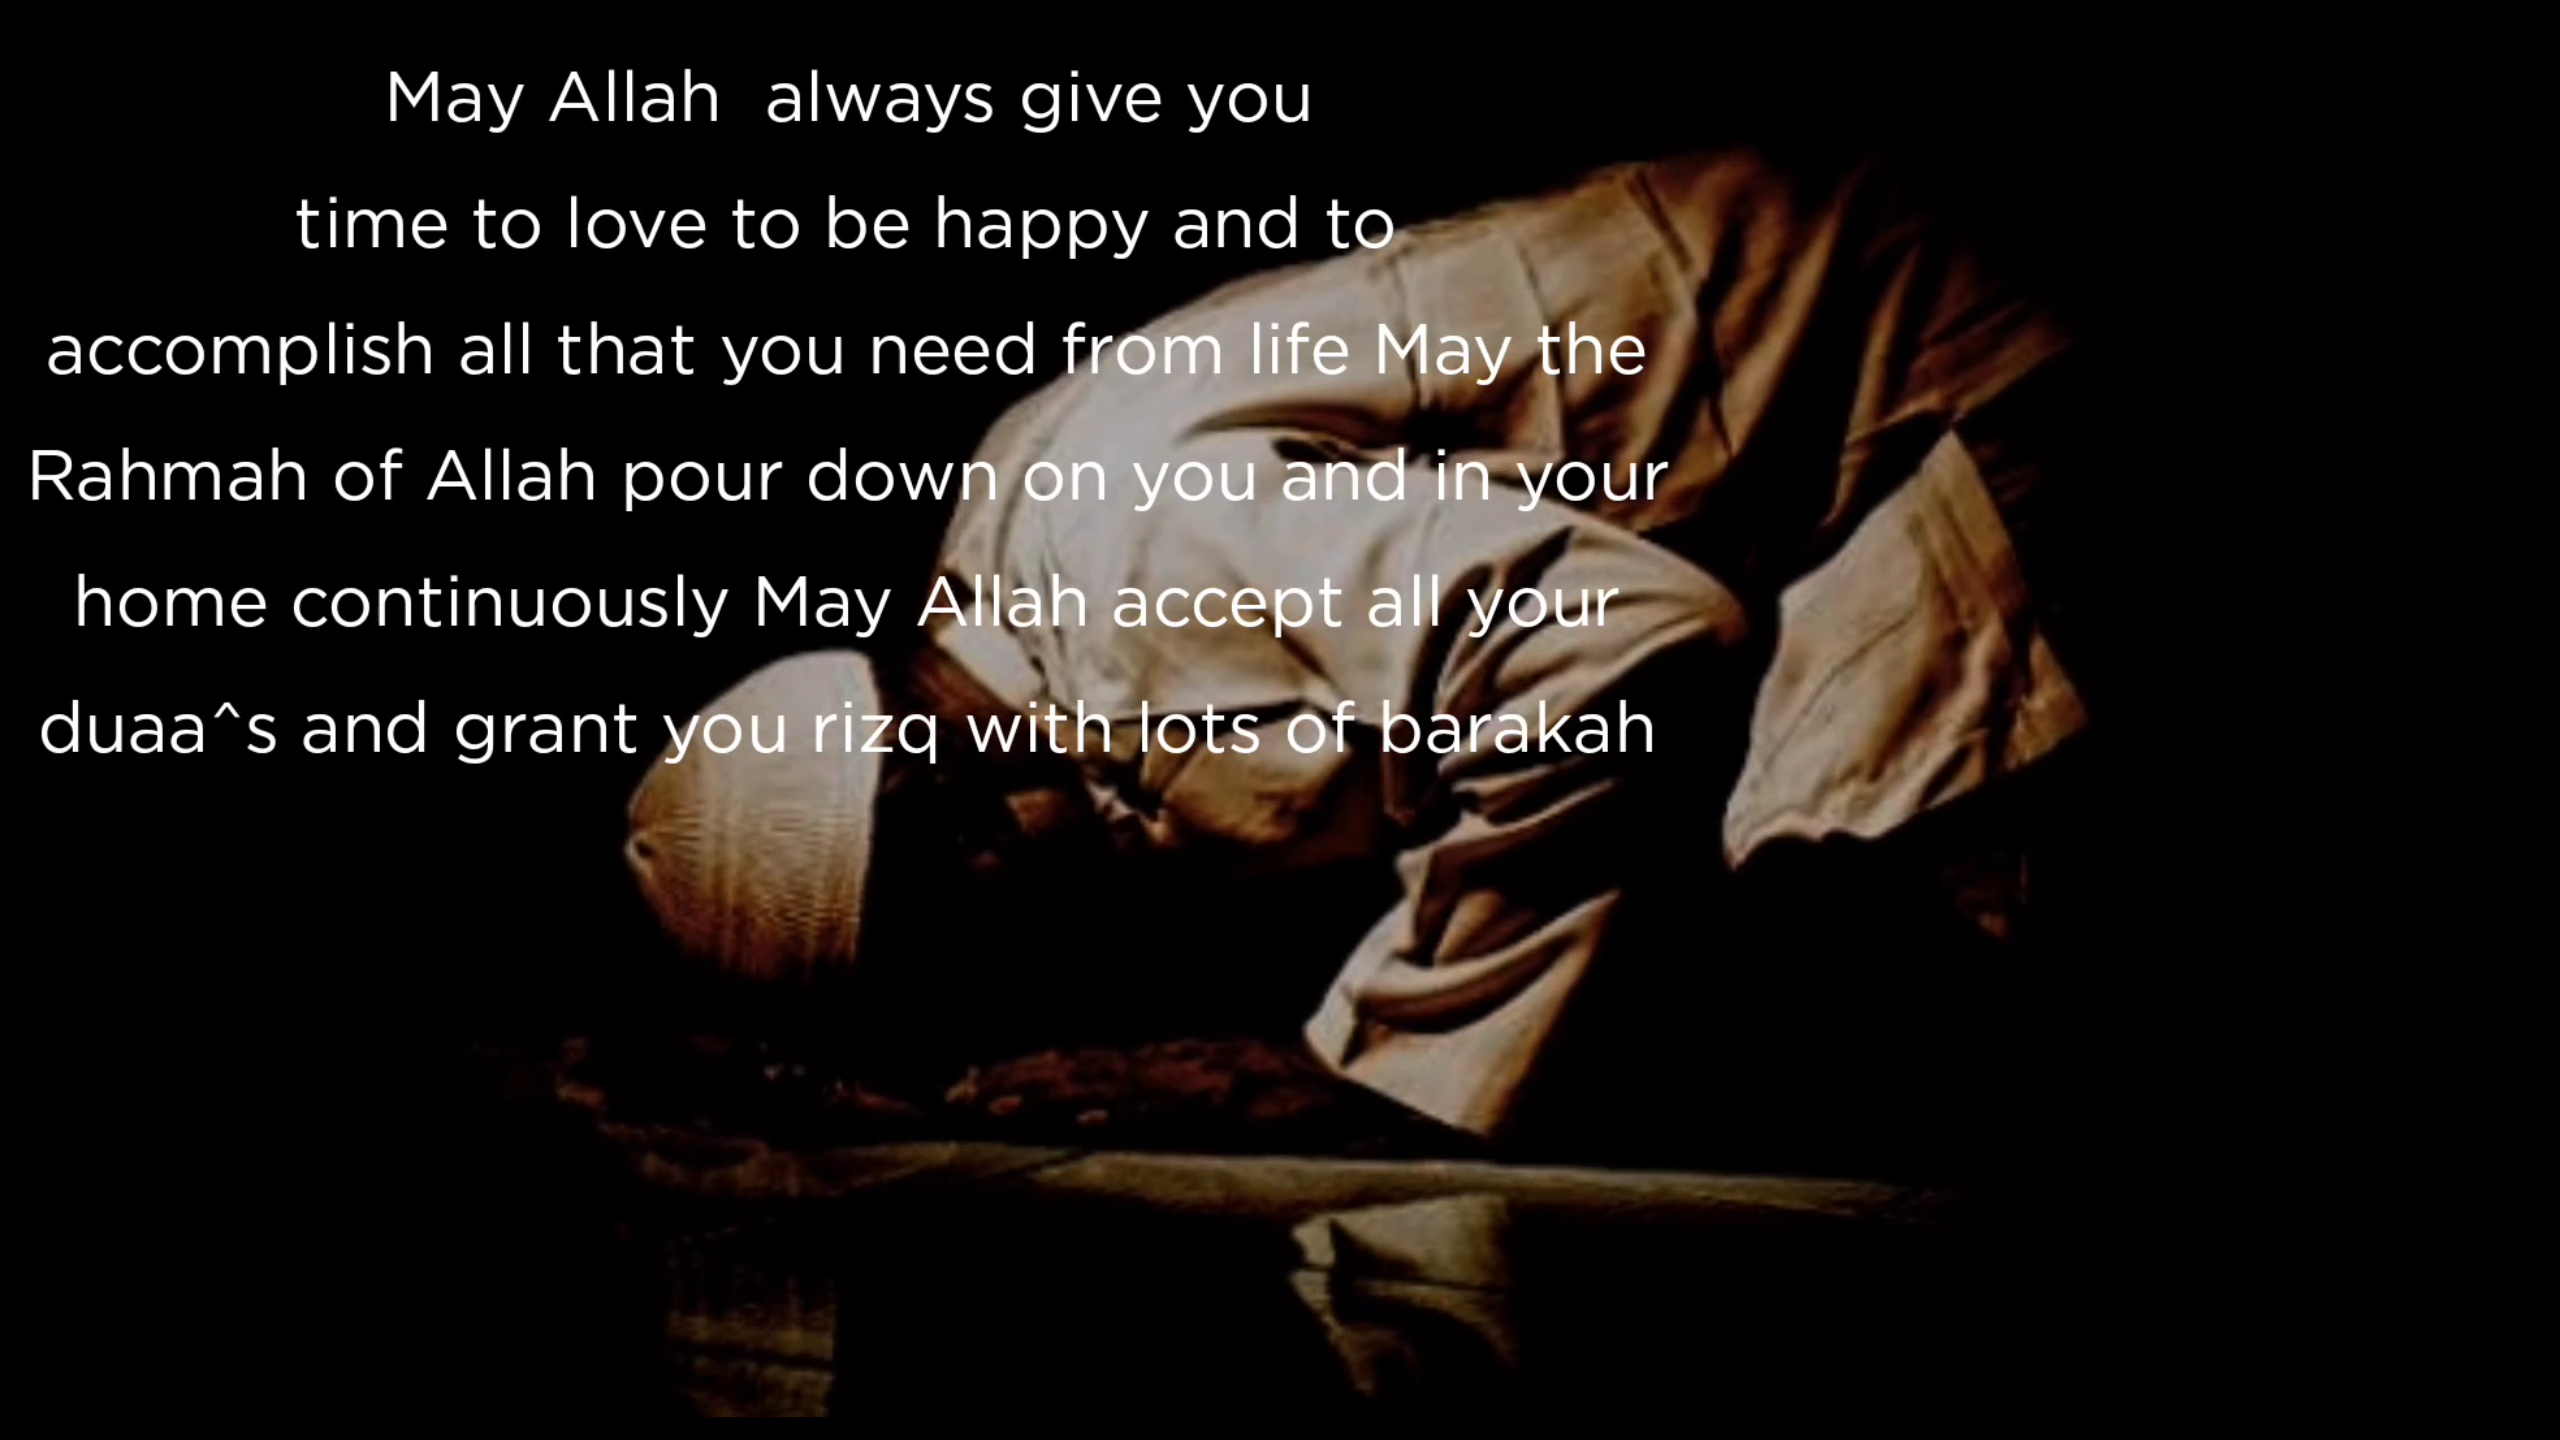 May Allah  always give you
time to love to be happy and to
accomplish all that you need from life May the
Rahmah of Allah pour down on you and in your
home continuously May Allah accept all your
duaa^s and grant you rizq with lots of barakah